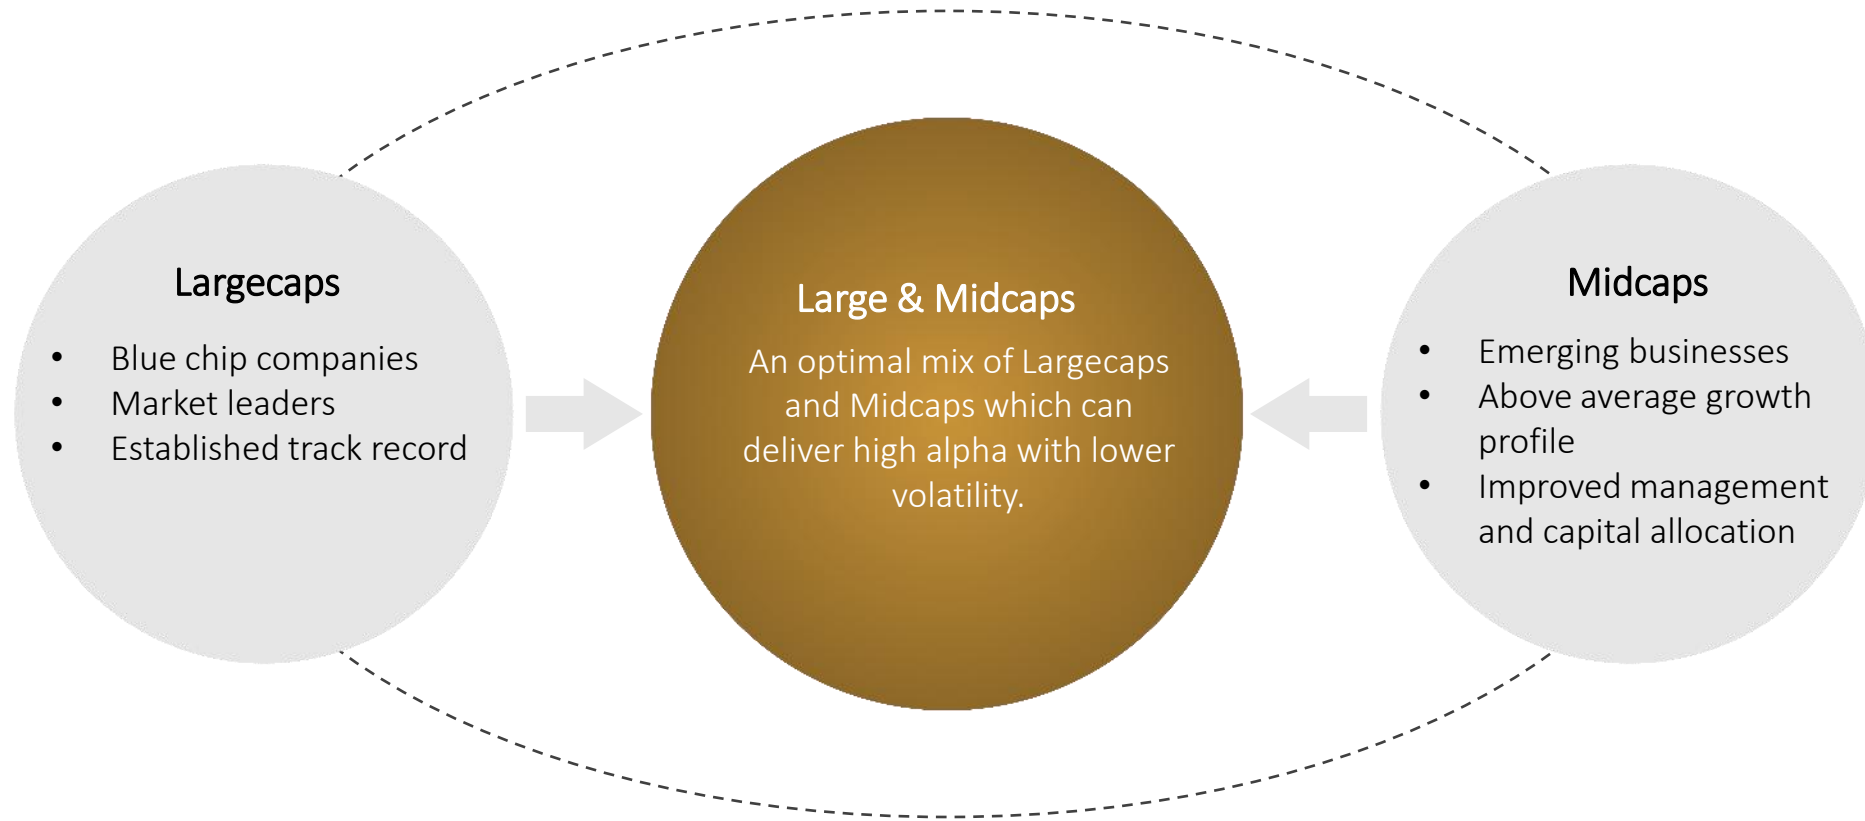 Largecaps
• Blue chip companies
• Market leaders
• Established track record
Large & Midcaps
An optimal mix of Largecaps
and Midcaps which can
deliver high alpha with lower
volatility.
Midcaps
• Emerging businesses
• Above average growth
profile
• Improved management
and capital allocation